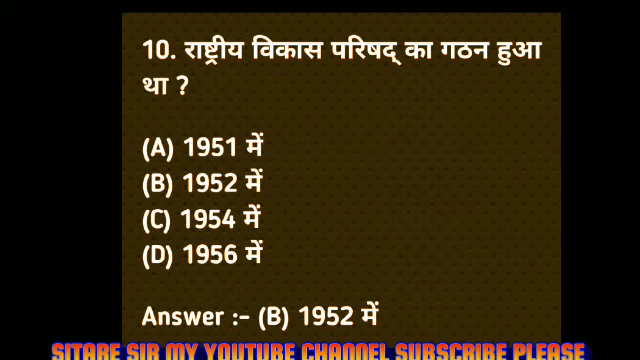 10. राष्ट्रीय विकास परिषद् का गठन हुआ
था ?
(A) 1951 में
(B) 1952 में
(C) 1954 में
(D) 1956 में
Answer :- (B) 1952 में
SITARE SIR MY YOUTUBE CHANNEL SUBSCRIBE PLEASE